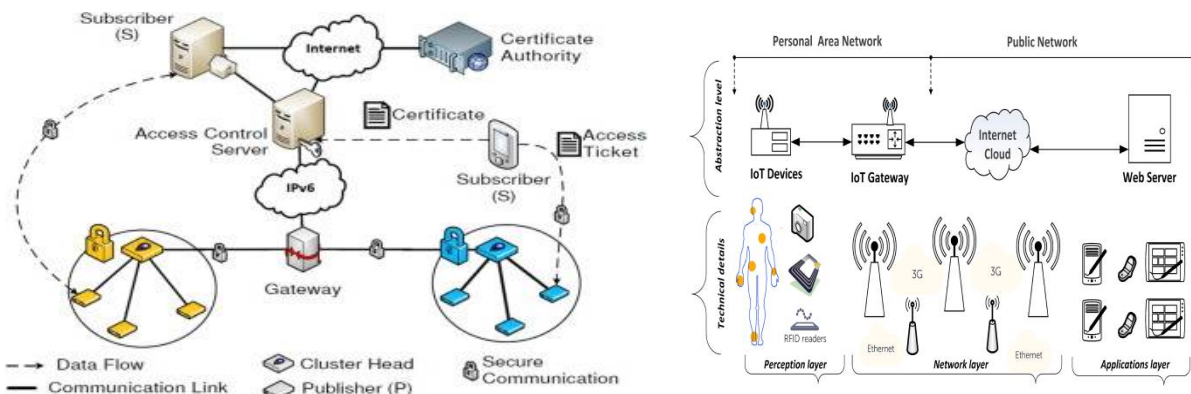 Subscriber
(S)
Internet
Certificate
Authority
Access Control
Server
Certificate
Access
Ticket
Subscriber
(S)
IPv6
Gateway
Data Flow
Cluster Head
Secure
Communication
Communication Link
Publisher (P)
Personal Area Network
Public Network
Abstraction level
IoT Devices
IoT Gateway
Internet
Cloud
Web Server
Technical details
3G
3G
RFID readers
Ethernet
Ethernet
Perception layer
Network layer
Applications layer